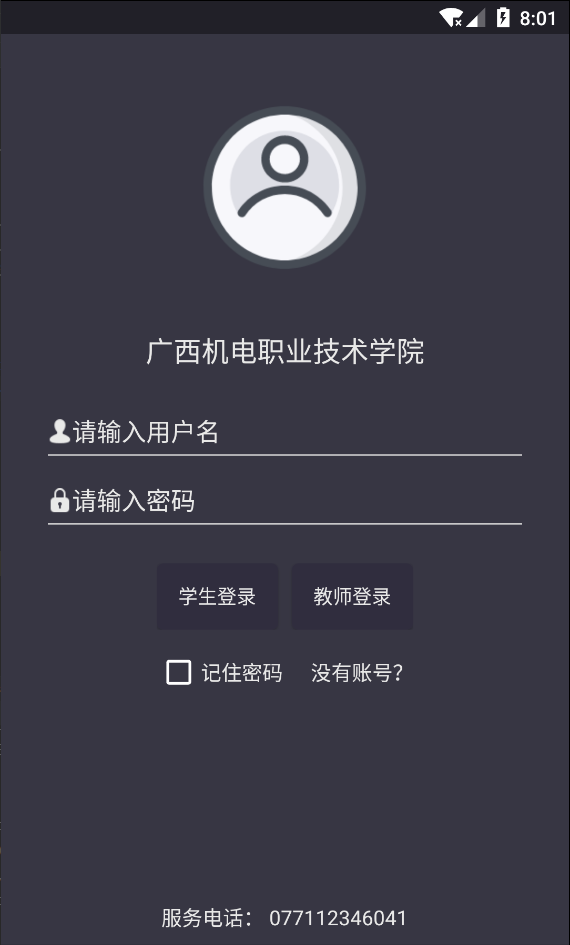 8:01
广西机电职业技术学院
请输入用户名
请输入密码
学生登录 教师登录
记住密码 没有账号?
服务电话： 077112346041